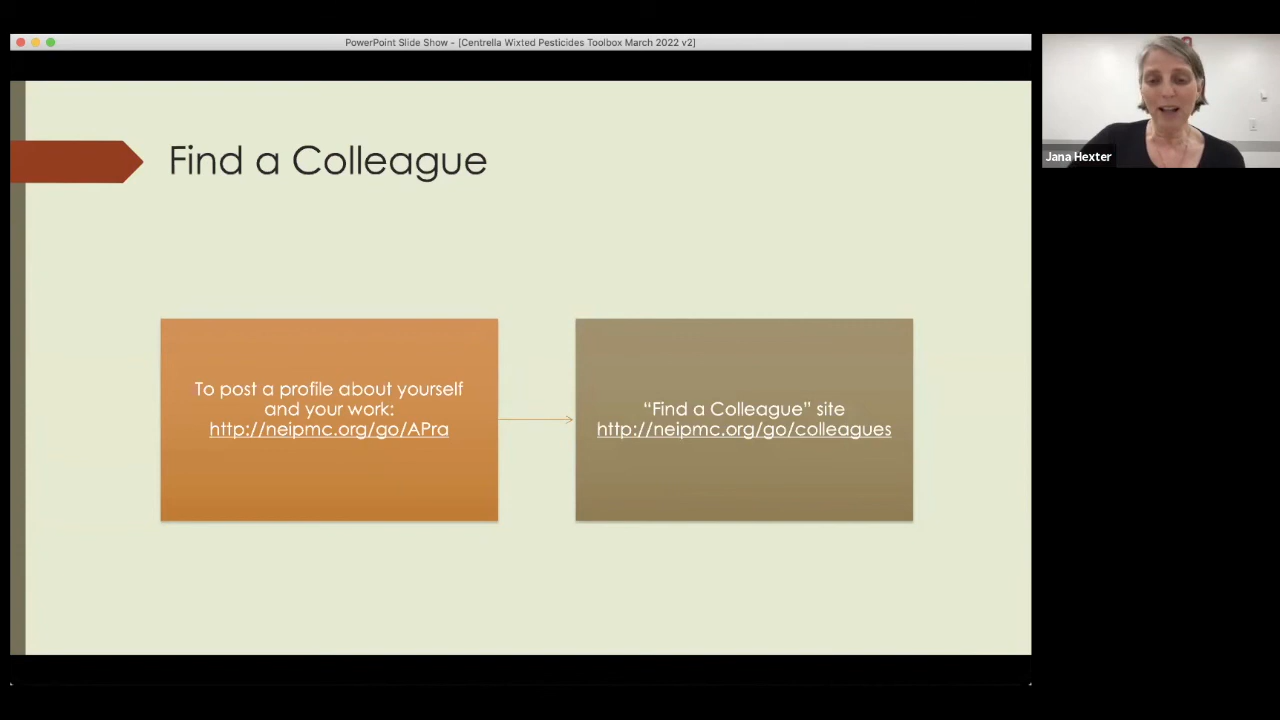 PowerPoint Slide Show - [Centrella Wixted Pesticides Toolbox March 2022 v2]
Jana Hexter
Find a Colleague
To post a profile about yourself
and your work:
http://neipmc.org/go/APra
“Find a Colleague” site
http://neipmc.org/go/colleagues